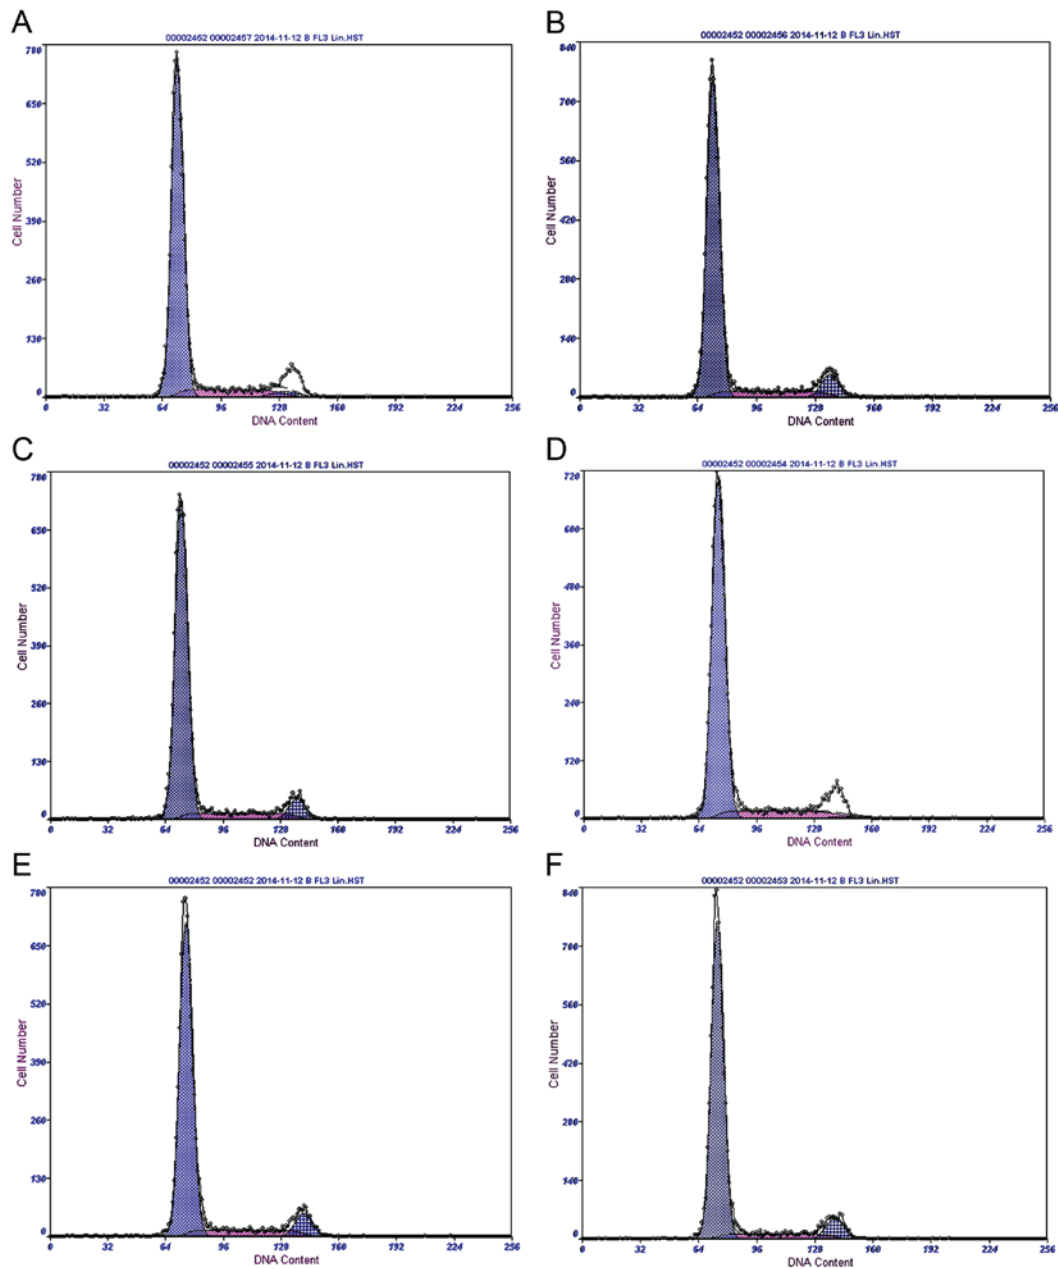 A
00002452 00002457 2014-11-12 B FL3 Lin.HST
780
650
520
390
260
130
0
Cell Number
0 32 64 96 128 160 192 224 256
DNA Content
B
00002452 00002456 2014-11-12 B FL3 Lin.HST
840
700
560
420
280
140
0
Cell Number
0 32 64 96 128 160 192 224 256
DNA Content
C
00002452 00002455 2014-11-12 B FL3 Lin.HST
780
650
520
390
260
130
0
Cell Number
0 32 64 96 128 160 192 224 256
DNA Content
D
00002452 00002454 2014-11-12 B FL3 Lin.HST
720
600
480
360
240
120
0
Cell Number
0 32 64 96 128 160 192 224 256
DNA Content
E
00002452 00002452 2014-11-12 B FL3 Lin.HST
780
650
520
390
260
130
0
Cell Number
0 32 64 96 128 160 192 224 256
DNA Content
F
00002452 00002453 2014-11-12 B FL3 Lin.HST
840
700
560
420
280
140
0
Cell Number
0 32 64 96 128 160 192 224 256
DNA Content